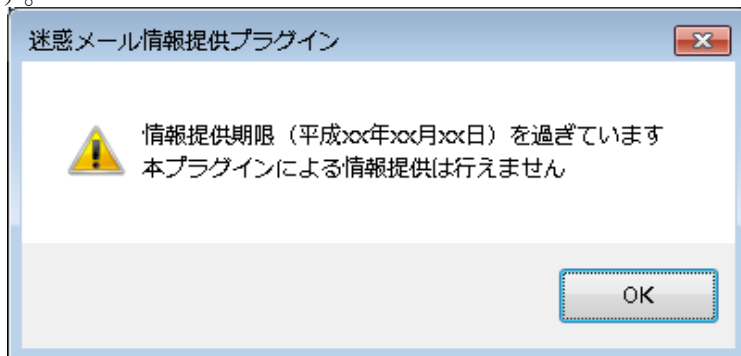 す。
迷惑メール情報提供プラグイン
情報提供期限（平成xx年xx月xx日）を過ぎています
本プラグインによる情報提供は行えません
OK